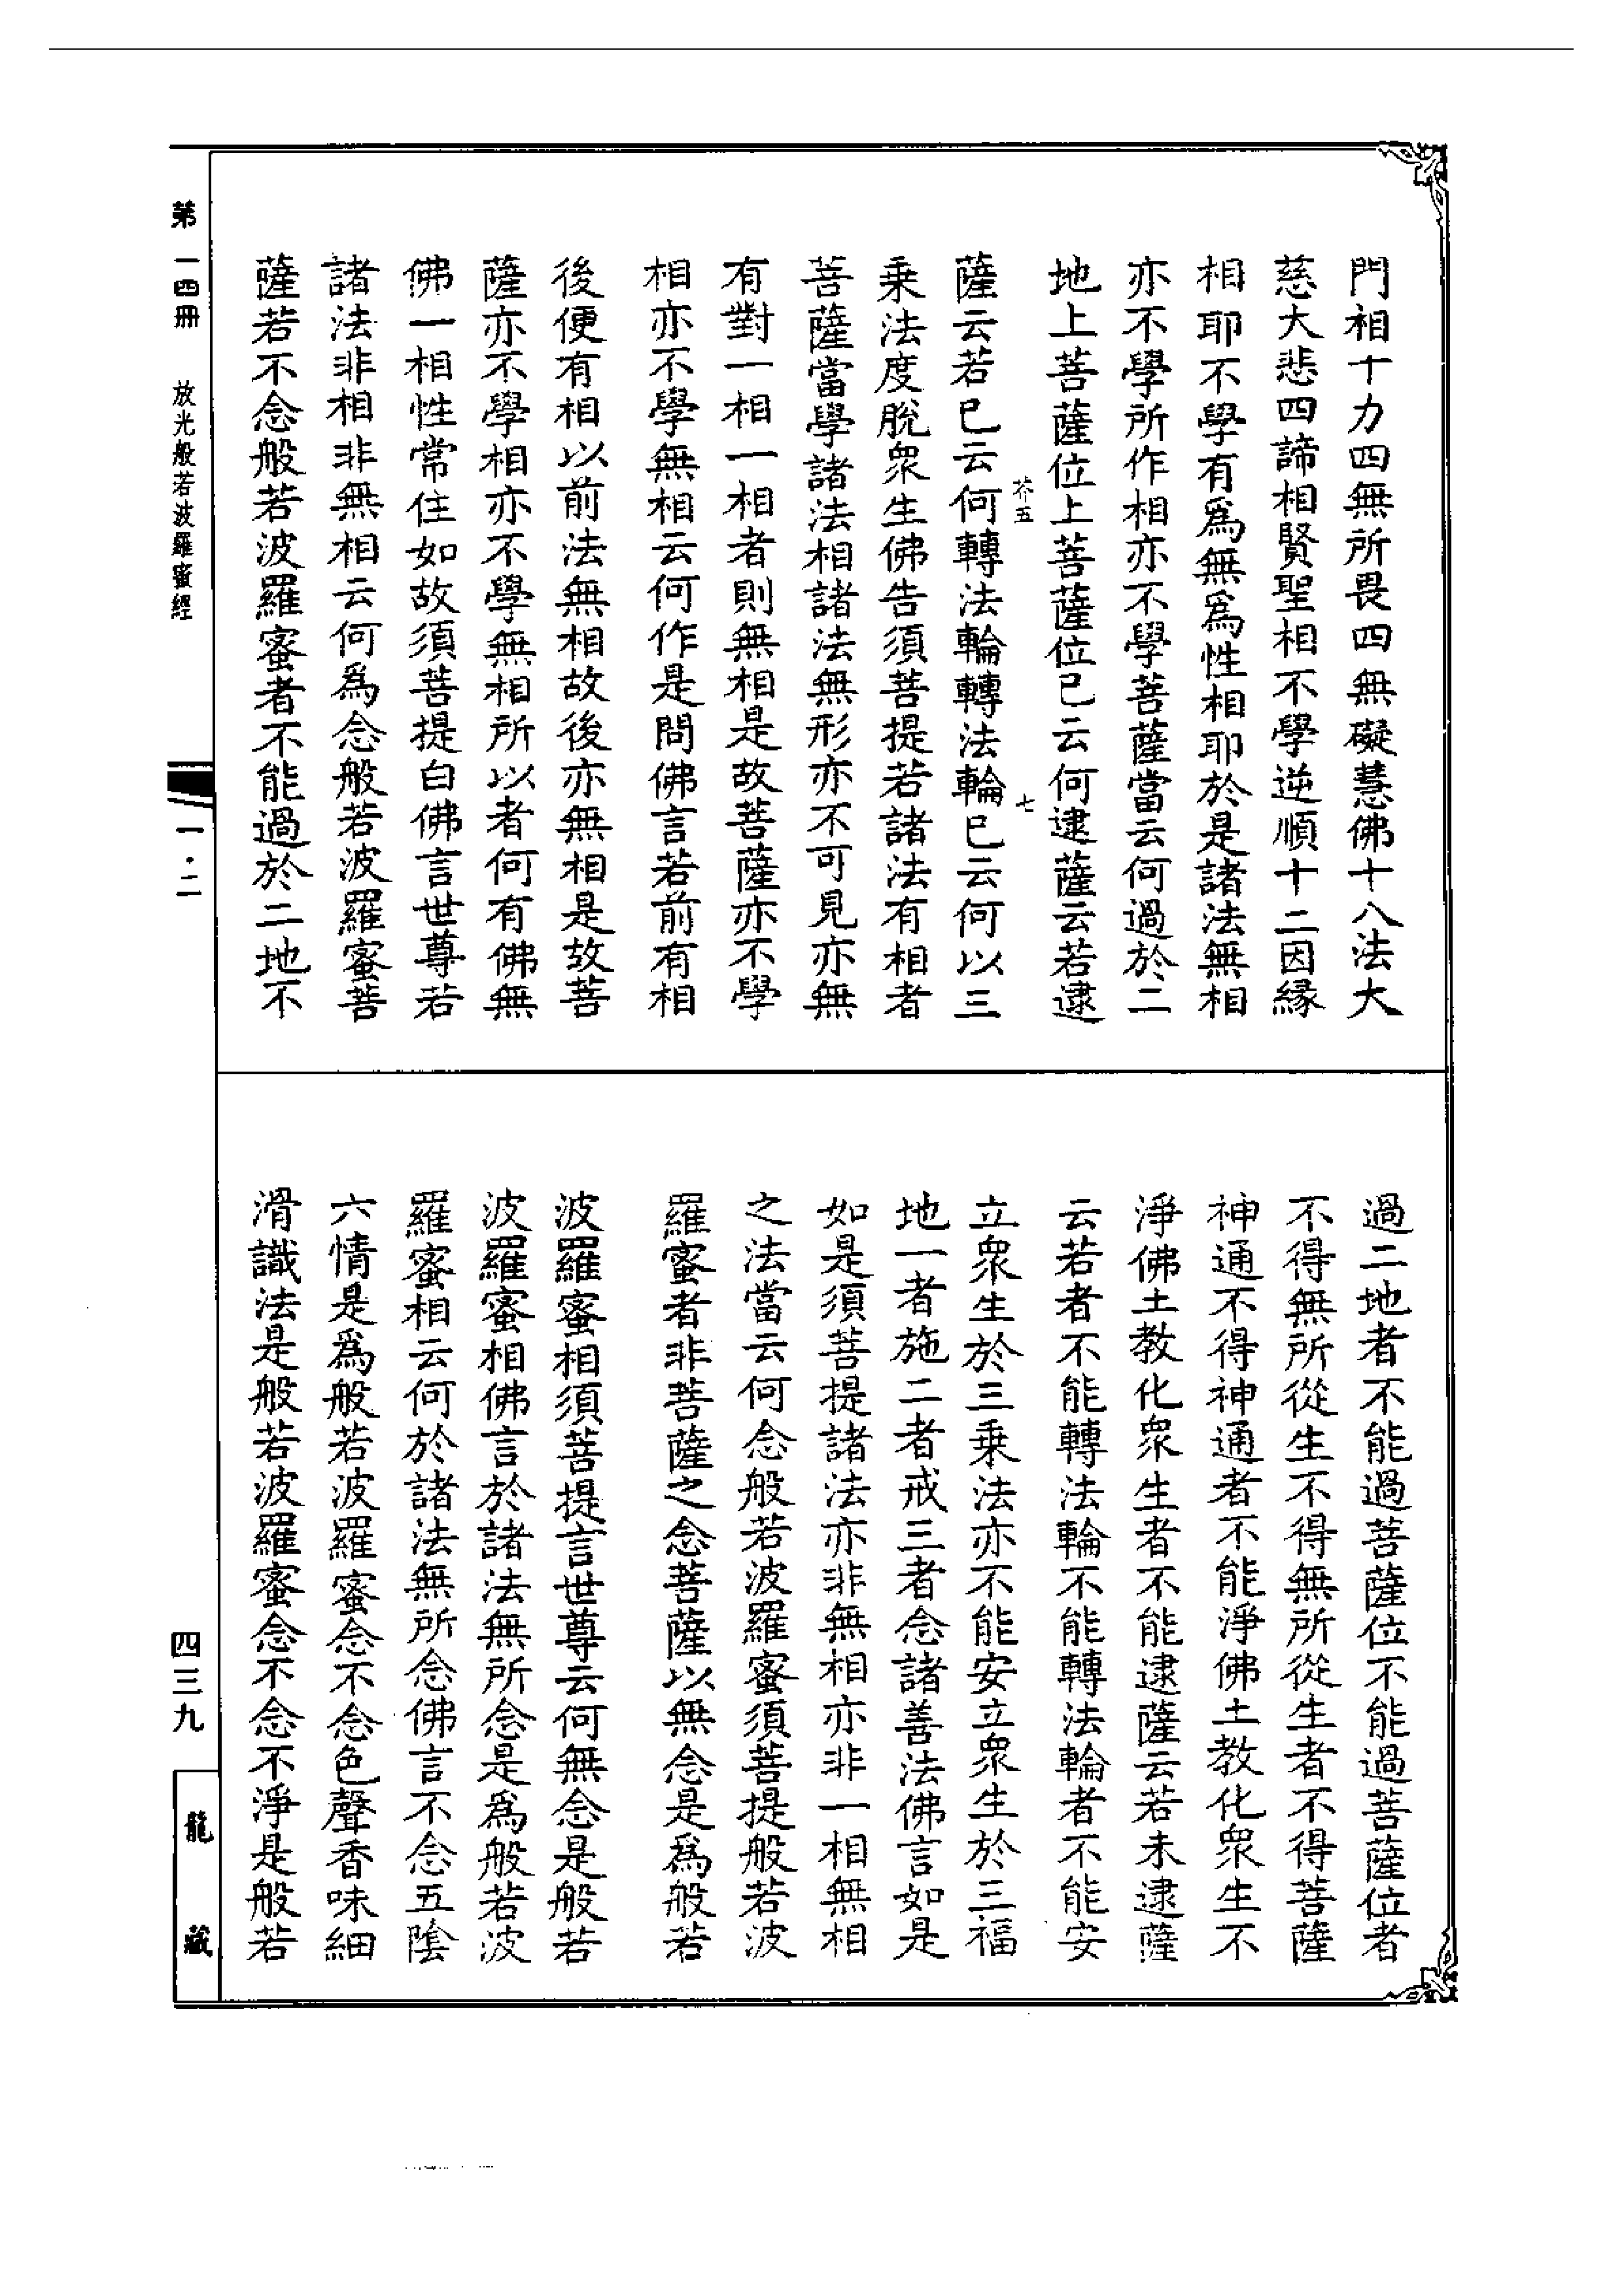 門相十力四無所畏四無礙慧佛十八法大
慈大悲四諦相賢聖相不學逆順十二因緣
相耶不學有爲無爲性相耶於是諸法無相
亦不學所作相亦不學菩薩當云何過於二
地上菩薩位上菩薩位已云何逮薩云若逮
薩云若已云何轉法輪轉法輪已云何以三
芥五
七
乗法度脫衆生佛告須菩提若諸法有相者
菩薩當學諸法相諸法無形亦不可見亦無
有對一相一相者則無相是故菩薩亦不學
相亦不學無相云何作是問佛言若前有相
後便有相以前法無相故後亦無相是故菩
薩亦不學相亦不學無相所以者何有佛無
佛一相性常住如故須菩提白佛言世尊若
諸法非相非無相云何爲念般若波羅蜜菩
薩若不念般若波羅蜜者不能過於二地不
過二地者不能過菩薩位不能過菩薩位者
不得無所從生不得無所從生者不得菩薩
神通不得神通者不能淨佛土教化衆生不
淨佛土教化衆生者不能逮薩云若未逮薩
云若者不能轉法輪不能轉法輪者不能安
立衆生於三乗法亦不能安立衆生於三福
地一者施二者戒三者念諸善法佛言如是
如是須菩提諸法亦非無相亦非一相無相
之法當云何念般若波羅蜜須菩提般若波
羅蜜者非菩薩之念菩薩以無念是爲般若
波羅蜜相須菩提言世尊云何無念是般若
波羅蜜相佛言於諸法無所念是爲般若波
羅蜜相云何於諸法無所念佛言不念五陰
六情是爲般若波羅蜜念不念色聲香味細
滑識法是般若波羅蜜念不念不淨是般若
第一四冊 放光般若波羅蜜經
一·二
四三九
龍藏